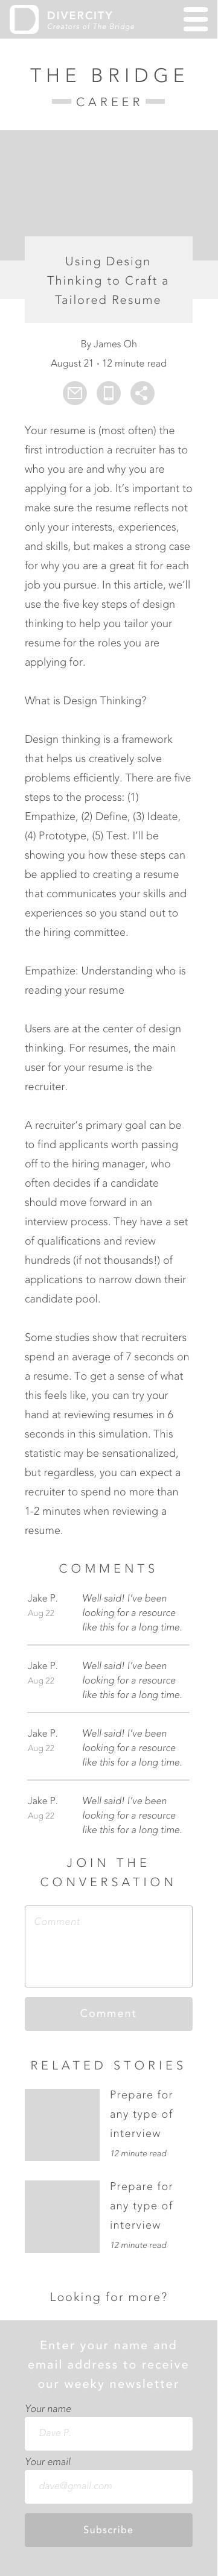 DIVERCITY
Creators of The Bridge
THE BRIDGE
CAREER
Using Design
Thinking to Craft a
Tailored Resume
By James Oh
August 21 · 12 minute read
Your resume is (most often) the
first introduction a recruiter has to
who you are and why you are
applying for a job. It’s important to
make sure the resume reflects not
only your interests, experiences,
and skills, but makes a strong case
for why you are a great fit for each
job you pursue. In this article, we’ll
use the five key steps of design
thinking to help you tailor your
resume for the roles you are
applying for.
What is Design Thinking?
Design thinking is a framework
that helps us creatively solve
problems efficiently. There are five
steps to the process: (1)
Empathize, (2) Define, (3) Ideate,
(4) Prototype, (5) Test. I’ll be
showing you how these steps can
be applied to creating a resume
that communicates your skills and
experiences so you stand out to
the hiring committee.
Empathize: Understanding who is
reading your resume
Users are at the center of design
thinking. For resumes, the main
user for your resume is the
recruiter.
A recruiter’s primary goal can be
to find applicants worth passing
off to the hiring manager, who
often decides if a candidate
should move forward in an
interview process. They have a set
of qualifications and review
hundreds (if not thousands!) of
applications to narrow down their
candidate pool.
Some studies show that recruiters
spend an average of 7 seconds on
a resume. To get a sense of what
this feels like, you can try your
hand at reviewing resumes in 6
seconds in this simulation. This
statistic may be sensationalized,
but regardless, you can expect a
recruiter to spend no more than
1-2 minutes when reviewing a
resume.
COMMENTS
Jake P.
Aug 22
Well said! I’ve been
looking for a resource
like this for a long time.
Jake P.
Aug 22
Well said! I’ve been
looking for a resource
like this for a long time.
Jake P.
Aug 22
Well said! I’ve been
looking for a resource
like this for a long time.
Jake P.
Aug 22
Well said! I’ve been
looking for a resource
like this for a long time.
JOIN THE
CONVERSATION
Comment
Comment
RELATED STORIES
Prepare for
any type of
interview
12 minute read
Prepare for
any type of
interview
12 minute read
Looking for more?
Enter your name and
email address to receive
our weekly newsletter
Your name
Dave P.
Your email
dave@gmail.com
Subscribe